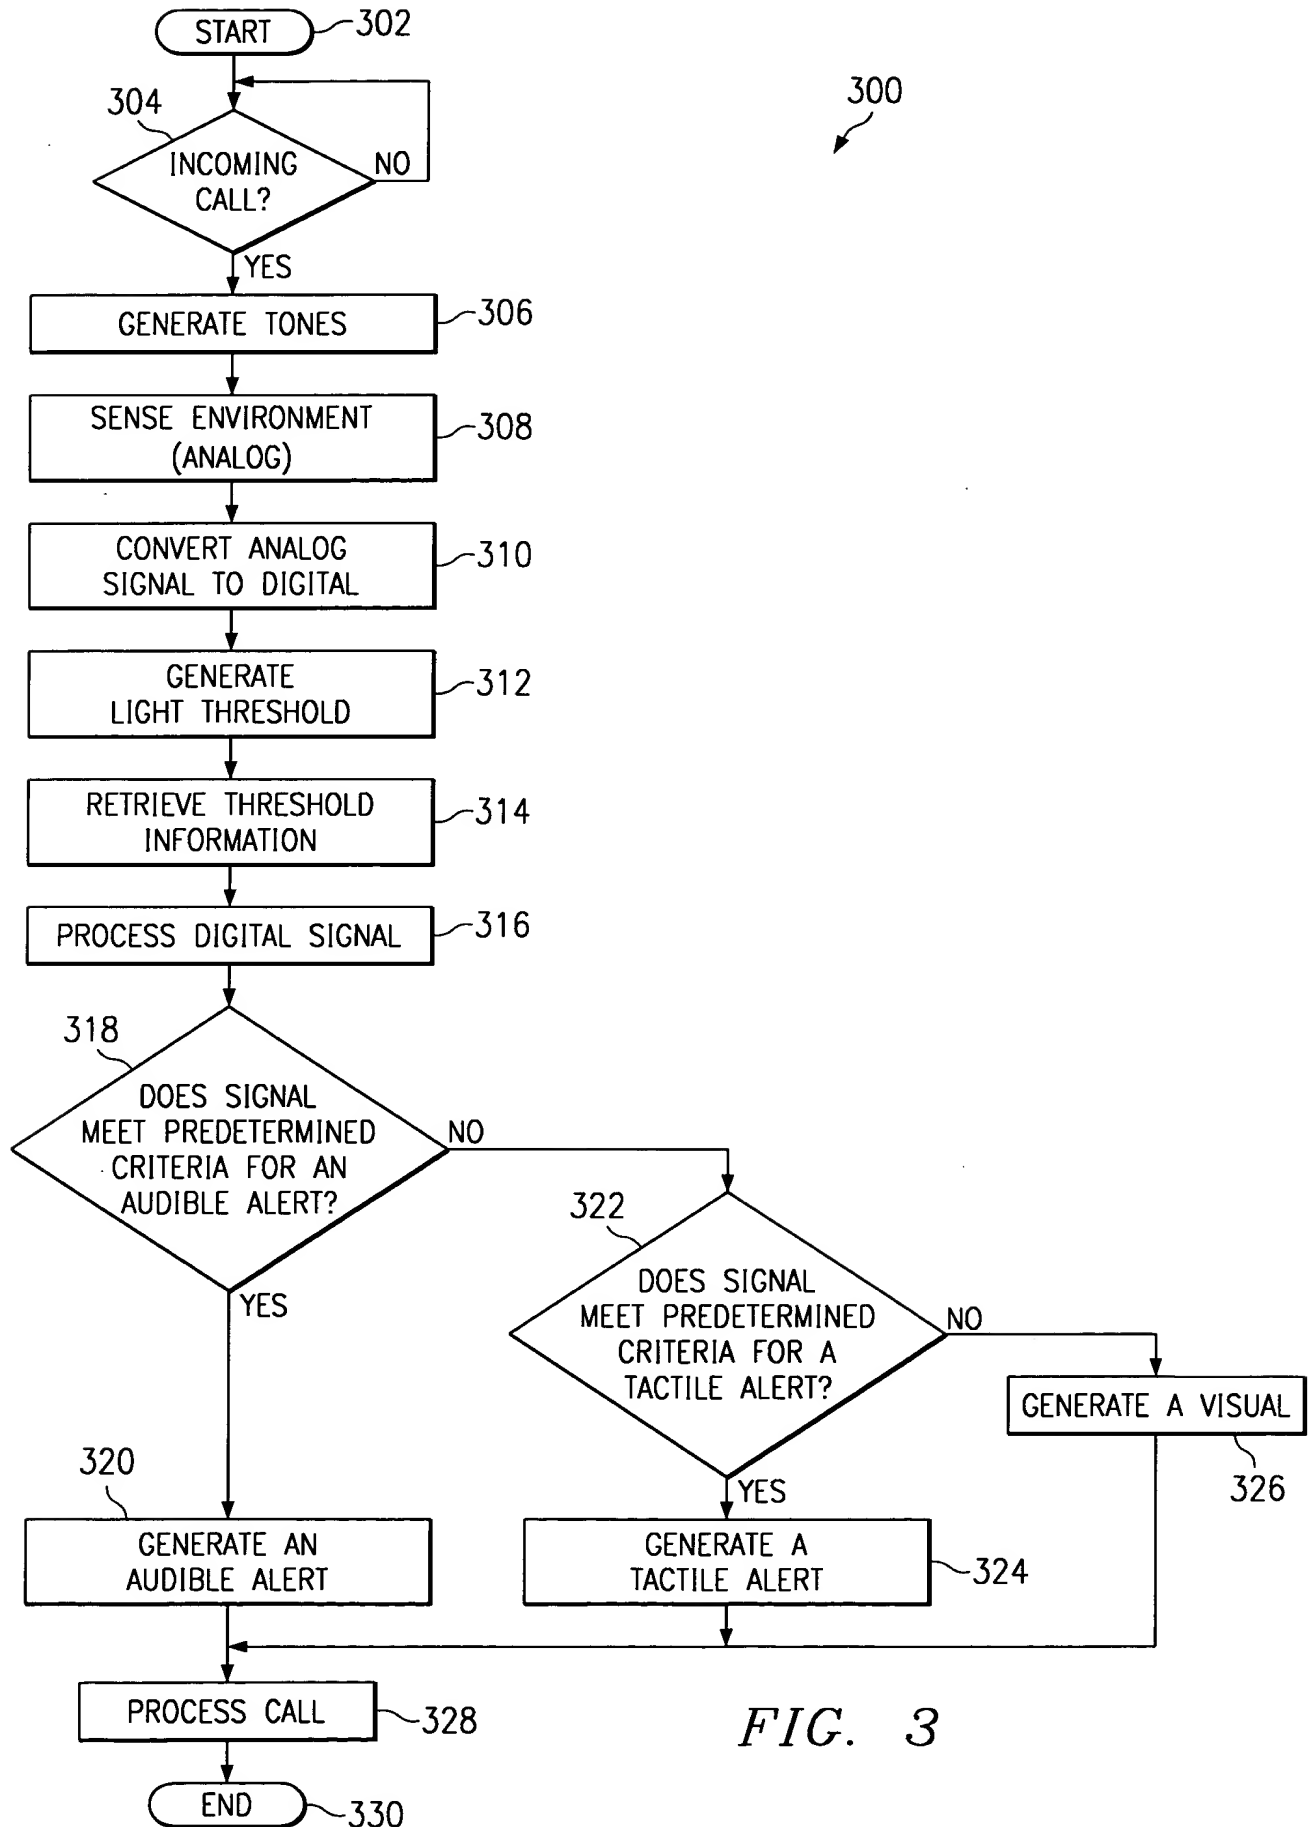 START
302
304
300
INCOMING
CALL?
NO
YES
GENERATE TONES
306
SENSE ENVIRONMENT
(ANALOG)
308
CONVERT ANALOG
SIGNAL TO DIGITAL
310
GENERATE
LIGHT THRESHOLD
312
RETRIEVE THRESHOLD
INFORMATION
314
PROCESS DIGITAL SIGNAL
316
318
DOES SIGNAL
MEET PREDETERMINED
CRITERIA FOR AN
AUDIBLE ALERT?
NO
YES
322
DOES SIGNAL
MEET PREDETERMINED
CRITERIA FOR A
TACTILE ALERT?
NO
YES
GENERATE A VISUAL
326
320
GENERATE AN
AUDIBLE ALERT
GENERATE A
TACTILE ALERT
324
PROCESS CALL
328
FIG. 3
END
330